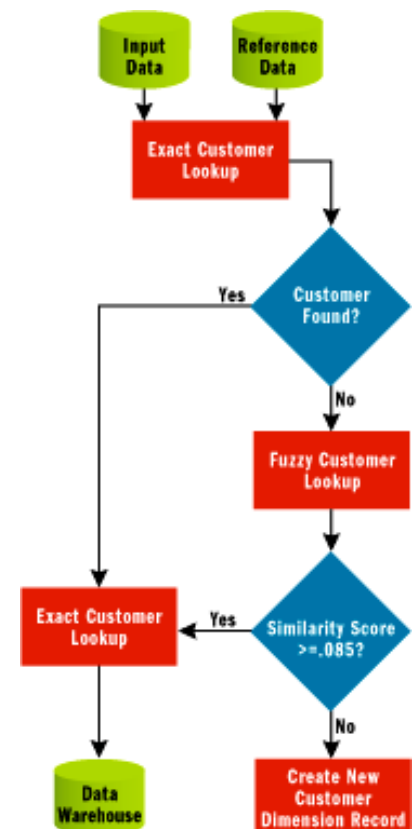 Input
Data
Reference
Data
Exact Customer
Lookup
Customer
Found?
Yes
No
Fuzzy Customer
Lookup
Exact Customer
Lookup
Yes
Similarity Score
>=.085?
No
Data
Warehouse
Create New
Customer
Dimension Record